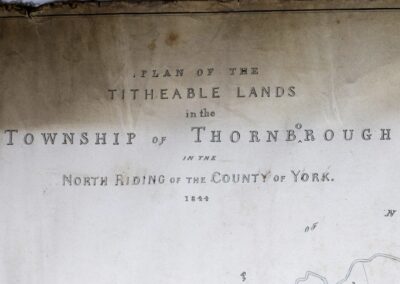 PLAN OF THE
TITHEABLE LANDS
in the
TOWNSHIP OF THORNBOROUGH
IN THE
NORTH RIDING OF THE COUNTY OF YORK.
1844
N
OF